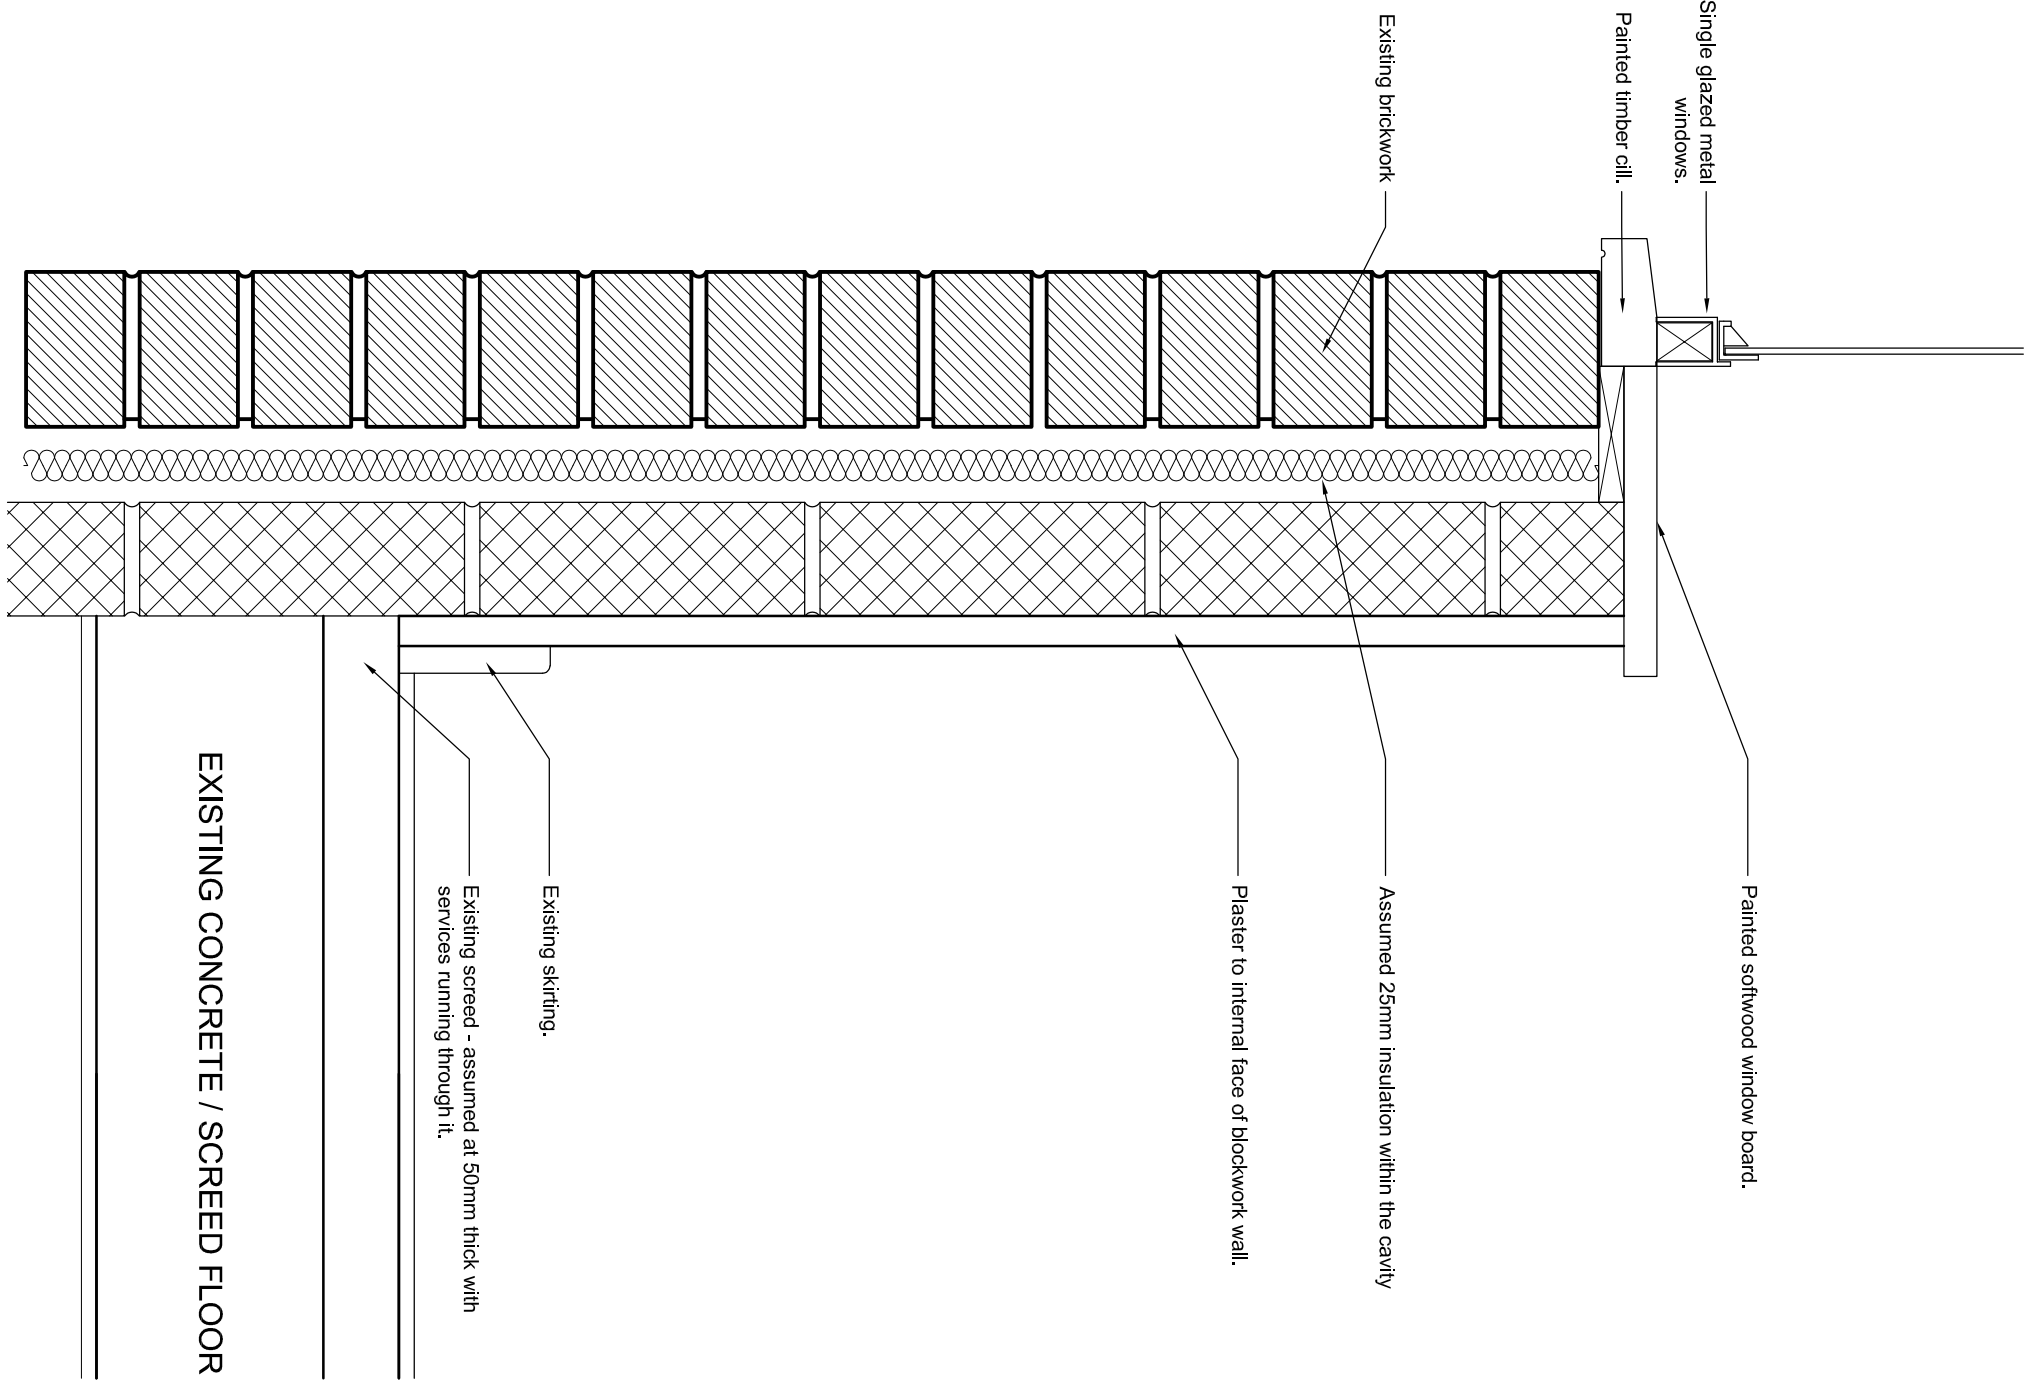 Single glazed metal
windows.
Painted timber cill.
Existing brickwork
Painted softwood window board.
Assumed 25mm insulation within the cavity
Plaster to internal face of blockwork wall.
Existing skirting.
Existing screed - assumed at 50mm thick with
services running through it.
EXISTING CONCRETE / SCREED FLOOR